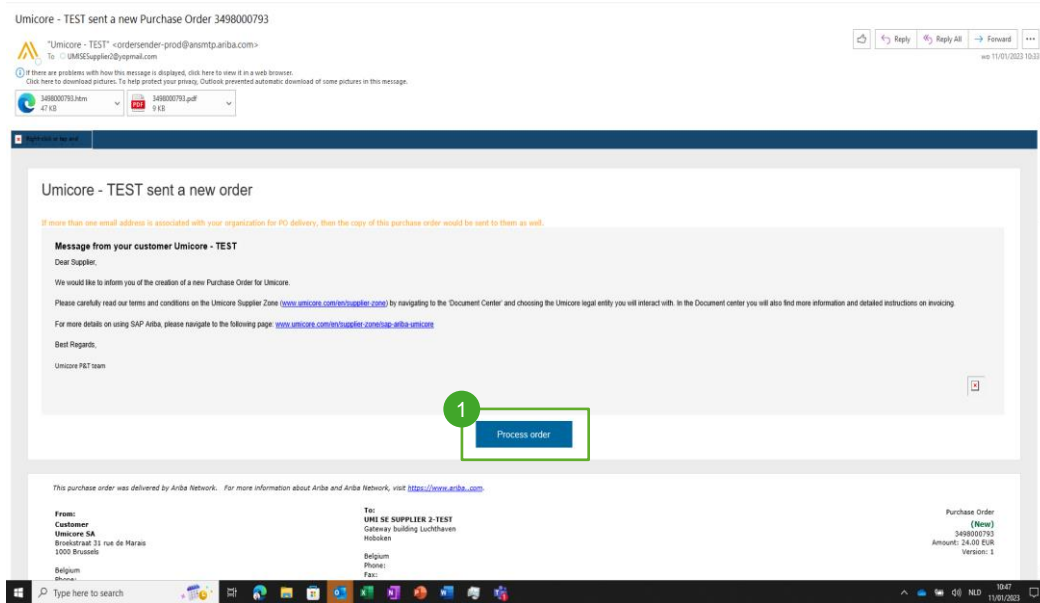 Umicore - TEST sent a new Purchase Order 3498000793
"Umicore - TEST" <ordersender-prod@ansmtp.ariba.com>
To UMISESupplier2@yopmail.com
Reply
Reply All
Forward
wo 11/01/2023 10:33
If there are problems with how this message is displayed, click here to view it in a web browser.
Click here to download pictures. To help protect your privacy, Outlook prevented automatic download of some pictures in this message.
3498000793.htm
47 KB
PDF
3498000793.pdf
9 KB
Umicore - TEST sent a new order
If more than one email address is associated with your organization for PO delivery, then the copy of this purchase order would be sent to them as well.
Message from your customer Umicore - TEST
Dear Supplier,
We would like to inform you of the creation of a new Purchase Order for Umicore.
Please carefully read our terms and conditions on the Umicore Supplier Zone (www.umicore.com/en/supplier-zone) by navigating to the 'Document Center' and choosing the Umicore legal entity you will interact with. In the Document center you will also find more information and detailed instructions on invoicing.
For more details on using SAP Ariba, please navigate to the following page: www.umicore.com/en/supplier-zone/sap-ariba-umicore
Best Regards,
Umicore P&T team
1
Process order
This purchase order was delivered by Ariba Network. For more information about Ariba and Ariba Network, visit https://www.ariba..com.
From:
Customer
Umicore SA
Broekstraat 31 rue de Marais
1000 Brussels
Belgium
Phone:
To:
UMI SE SUPPLIER 2-TEST
Gateway building Luchthaven
Hoboken
Belgium
Phone:
Fax:
Purchase Order
(New)
3498000793
Amount: 24.00 EUR
Version: 1
Type here to search
NLD
10:47
11/01/2023